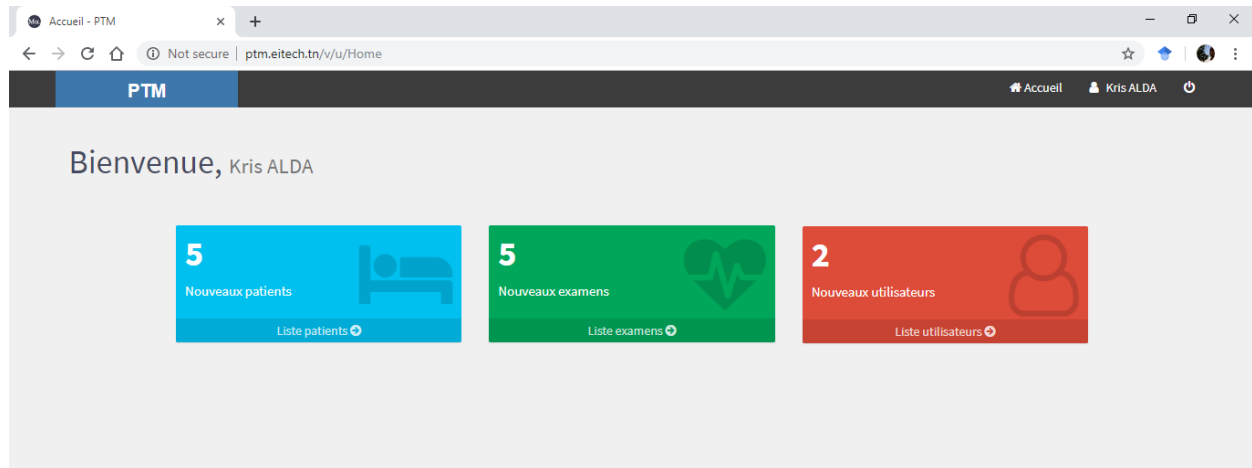 Accueil - PTM
Not secure | ptm.eitech.tn/v/u/Home
PTM
Accueil
Kris ALDA
Bienvenue, Kris ALDA
5
Nouveaux patients
Liste patients
5
Nouveaux examens
Liste examens
2
Nouveaux utilisateurs
Liste utilisateurs